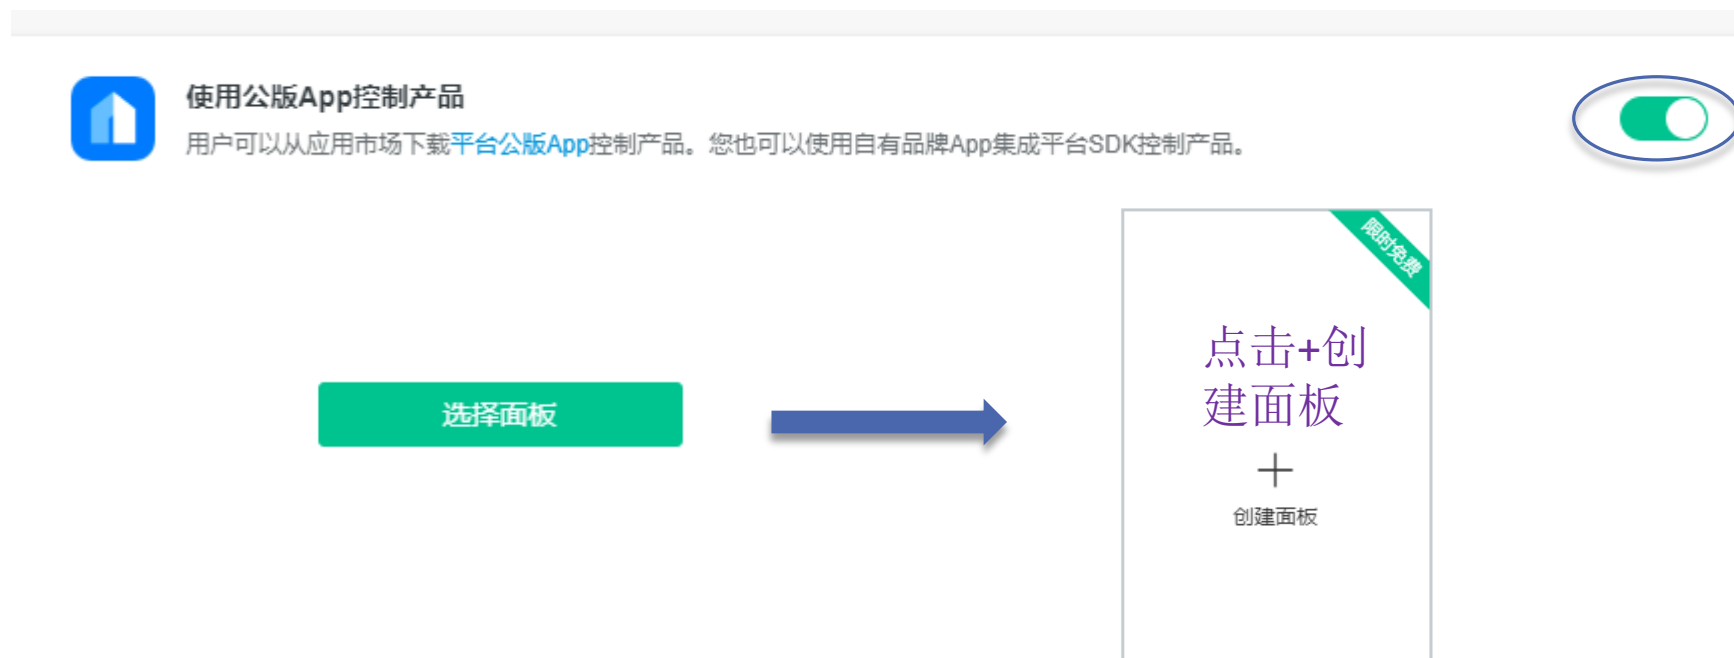 使用公版App控制产品
用户可以从应用市场下载平台公版App控制产品。您也可以使用自有品牌App集成平台SDK控制产品。
限时免费
点击+创
建面板
选择面板
创建面板